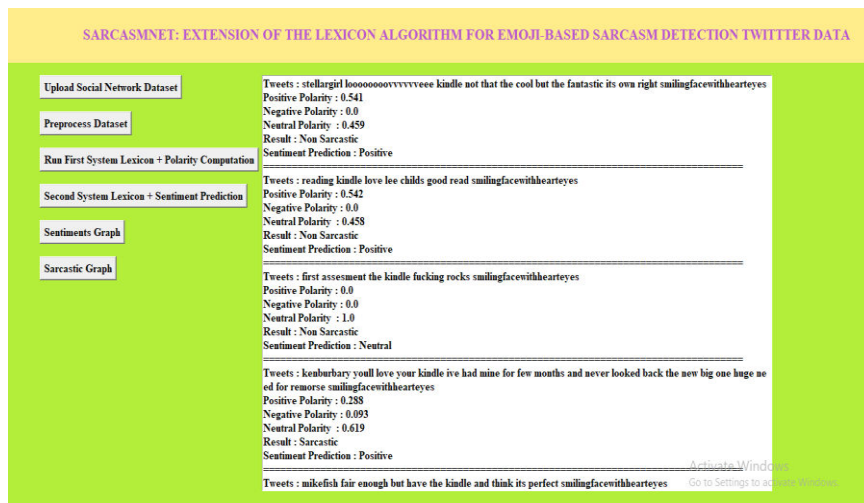 SARCASMNET: EXTENSION OF THE LEXICON ALGORITHM FOR EMOJI-BASED SARCASM DETECTION TWITTTER DATA
Upload Social Network Dataset
Preprocess Dataset
Run First System Lexicon + Polarity Computation
Second System Lexicon + Sentiment Prediction
Sentiments Graph
Sarcastic Graph
Tweets : stellargirl loooooooovvvvvveee kindle not that the cool but the fantastic its own right smilingfacewithhearteyes
Positive Polarity : 0.541
Negative Polarity : 0.0
Neutral Polarity  : 0.459
Result : Non Sarcastic
Sentiment Prediction : Positive
Tweets : reading kindle love lee childs good read smilingfacewithhearteyes
Positive Polarity : 0.542
Negative Polarity : 0.0
Neutral Polarity  : 0.458
Result : Non Sarcastic
Sentiment Prediction : Positive
Tweets : first assesment the kindle fucking rocks smilingfacewithhearteyes
Positive Polarity : 0.0
Negative Polarity : 0.0
Neutral Polarity  : 1.0
Result : Non Sarcastic
Sentiment Prediction : Neutral
Tweets : kenburbary youll love your kindle ive had mine for few months and never looked back the new big one huge ne
ed for remorse smilingfacewithhearteyes
Positive Polarity : 0.288
Negative Polarity : 0.093
Neutral Polarity  : 0.619
Result : Sarcastic
Sentiment Prediction : Positive
Tweets : mikefish fair enough but have the kindle and think its perfect smilingfacewithhearteyes
Activate Windows
Go to Settings to activate Windows.